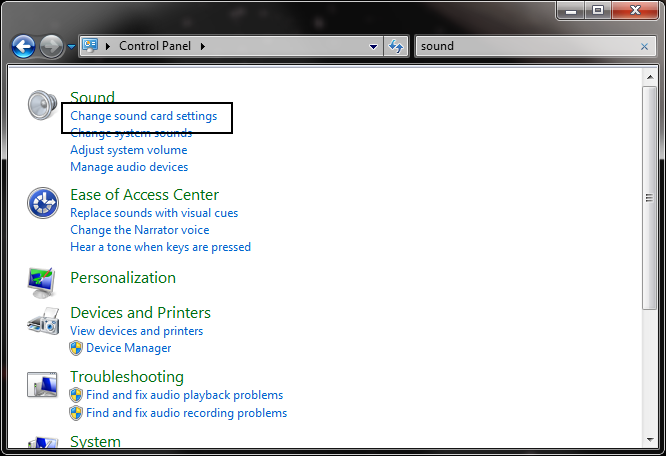 Control Panel
sound
Sound
Change sound card settings
Change system sounds
Adjust system volume
Manage audio devices
Ease of Access Center
Replace sounds with visual cues
Change the Narrator voice
Hear a tone when keys are pressed
Personalization
Devices and Printers
View devices and printers
Device Manager
Troubleshooting
Find and fix audio playback problems
Find and fix audio recording problems
System